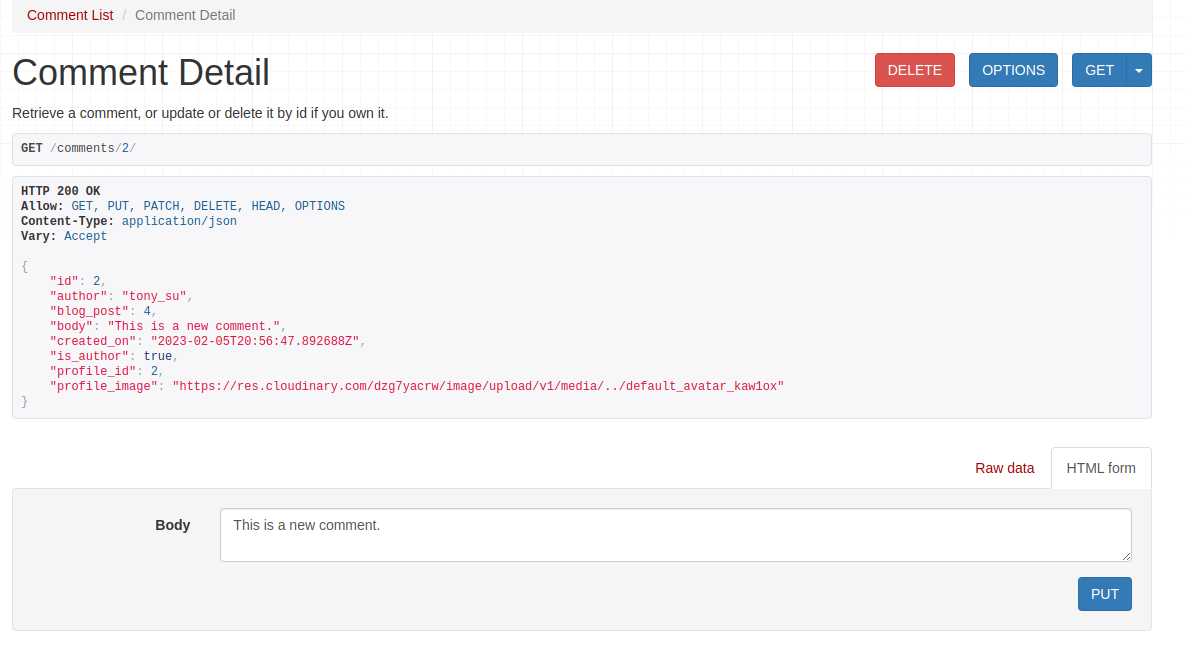 Comment List / Comment Detail
Comment Detail
DELETE
OPTIONS
GET
Retrieve a comment, or update or delete it by id if you own it.
GET /comments/2/
HTTP 200 OK
Allow: GET, PUT, PATCH, DELETE, HEAD, OPTIONS
Content-Type: application/json
Vary: Accept
{
"id": 2,
"author": "tony_su",
"blog_post": 4,
"body": "This is a new comment.",
"created_on": "2023-02-05T20:56:47.892688Z",
"is_author": true,
"profile_id": 2,
"profile_image": "https://res.cloudinary.com/dzg7yacrw/image/upload/v1/media/../default_avatar_kaw1ox"
}
Raw data
HTML form
Body
This is a new comment.
PUT